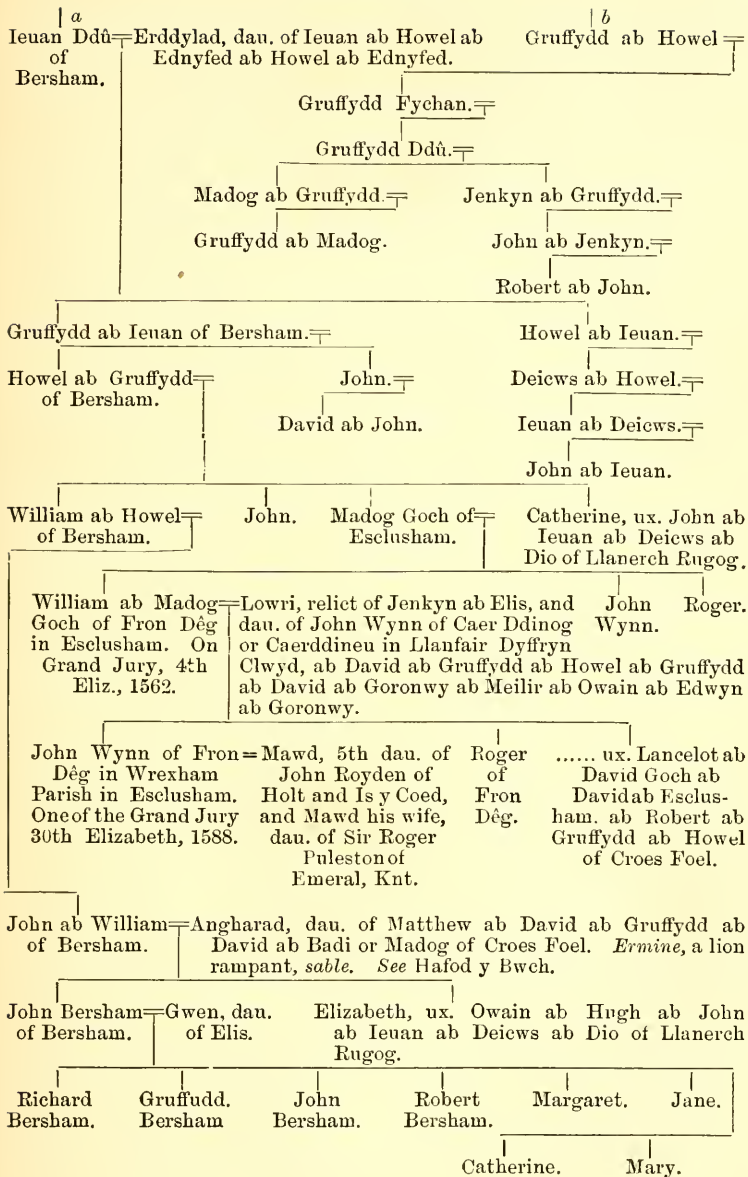 a b
Ieuan Ddû=Erddylad, dau. of Ieuan ab Howel ab Gruffydd ab Howel=
of Ednyfed ab Howel ab Ednyfed.
Bersham.
Gruffydd Fychan.=
Gruffydd Ddû.=
Madog ab Gruffydd.= Jenkyn ab Gruffydd.=
Gruffydd ab Madog. John ab Jenkyn.=
Robert ab John.
Gruffydd ab Ieuan of Bersham.= Howel ab Ieuan.=
Howel ab Gruffydd= John.= Deicws ab Howel.=
of Bersham.
David ab John. Ieuan ab Deicws.=
John ab Ieuan.
William ab Howel= John. Madog Goch of= Catherine, ux. John ab
of Bersham. Esclusham. Ieuan ab Deicws ab
Dio of Llanerch Rugog.
William ab Madog=Lowri, relict of Jenkyn ab Elis, and John Roger.
Goch of Fron Dêg dau. of John Wynn of Caer Ddinog Wynn.
in Esclusham. On or Caerddineu in Llanfair Dyffryn
Grand Jury, 4th Clwyd, ab David ab Gruffydd ab Howel ab Gruffydd
Eliz., 1562. ab David ab Goronwy ab Meilir ab Owain ab Edwyn
ab Goronwy.
John Wynn of Fron=Mawd, 5th dau. of Roger ...... ux. Lancelot ab
Dêg in Wrexham John Royden of of David Goch ab
Parish in Esclusham. Holt and Is y Coed, Fron David ab Esclus-
One of the Grand Jury and Mawd his wife, Dêg. ham. ab Robert ab
30th Elizabeth, 1588. dau. of Sir Roger Gruffydd ab Howel
Puleston of of Croes Foel.
Emeral, Knt.
John ab William=Angharad, dau. of Matthew ab David ab Gruffydd ab
of Bersham. David ab Badi or Madog of Croes Foel. Ermine, a lion
rampant, sable. See Hafod y Bwch.
John Bersham=Gwen, dau. Elizabeth, ux. Owain ab Hugh ab John
of Bersham. of Elis. ab Ieuan ab Deicws ab Dio of Llanerch
Rugog.
Richard Gruffudd. John Robert Margaret. Jane.
Bersham. Bersham Bersham. Bersham.
Catherine. Mary.